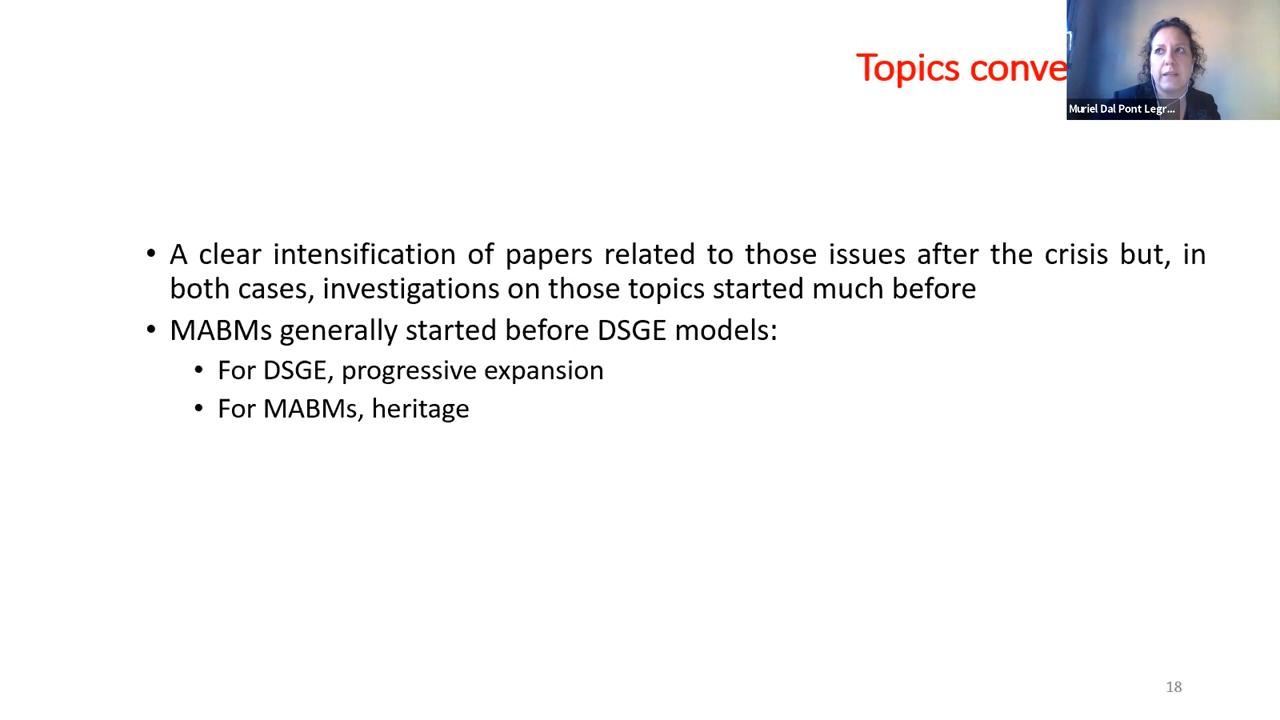 Topics conve
Muriel Dal Pont Legr...
• A clear intensification of papers related to those issues after the crisis but, in
both cases, investigations on those topics started much before
• MABMs generally started before DSGE models:
• For DSGE, progressive expansion
• For MABMs, heritage
18